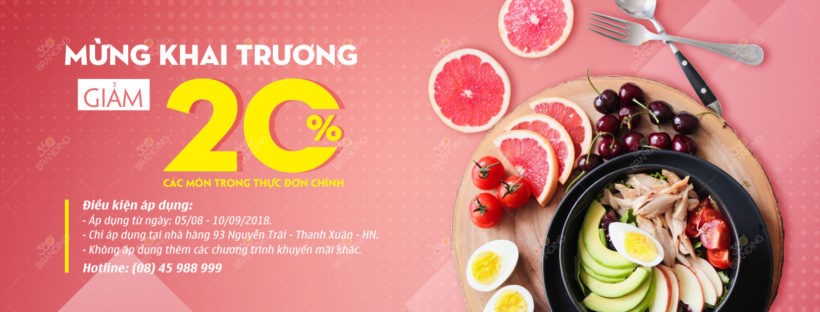 MỪNG KHAI TRƯƠNG
GIẢM
20%
CÁC MÓN TRONG THỰC ĐƠN CHÍNH
Điều kiện áp dụng:
- Áp dụng từ ngày: 05/08 - 10/09/2018.
- Chỉ áp dụng tại nhà hàng 93 Nguyễn Trãi - Thanh Xuân - HN.
- Không áp dụng thêm các chương trình khuyến mãi khác.
Hotline: (08) 45 988 999